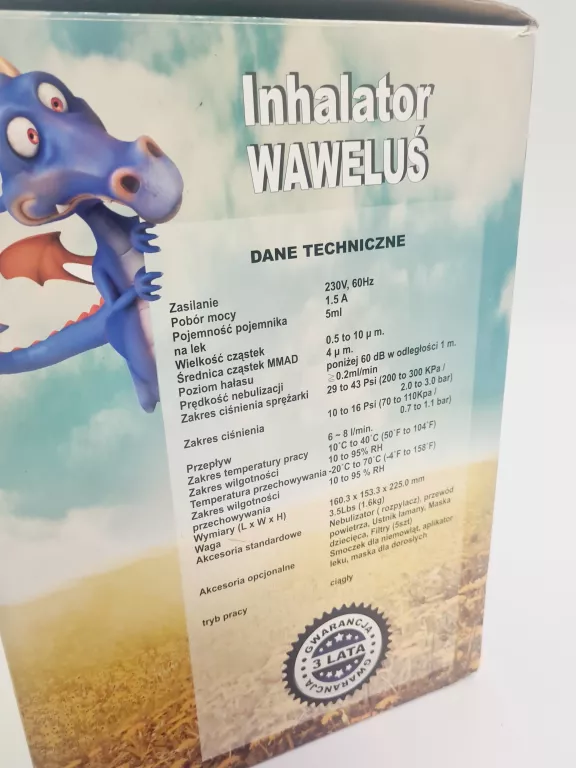 Inhalator
WAWELUŚ
DANE TECHNICZNE
Zasilanie 230V, 60Hz
Pobór mocy 1.5 A
Pojemność pojemnika 5ml
na lek
Wielkość cząstek 0.5 to 10 µ m.
Średnica cząstek MMAD 4 µ m.
Poziom hałasu poniżej 60 dB w odległości 1 m.
Prędkość nebulizacji ≥ 0.2ml/min
Zakres ciśnienia sprężarki 29 to 43 Psi (200 to 300 KPa /
2.0 to 3.0 bar)
Zakres ciśnienia 10 to 16 Psi (70 to 110Kpa /
0.7 to 1.1 bar)
Przepływ 6 – 8 l/min.
Zakres temperatury pracy 10˚C to 40˚C (50˚F to 104˚F)
Zakres wilgotności 10 to 95% RH
Temperatura przechowywania -20˚C to 70˚C (-4˚F to 158˚F)
Zakres wilgotności 10 to 95 % RH
przechowywania
Wymiary (L x W x H) 160.3 x 153.3 x 225.0 mm
Waga 3.5Lbs (1.6kg)
Akcesoria standardowe Nebulizator ( rozpylacz), przewód
powietrza, Ustnik łamany, Maska
dziecięca, Filtry (5szt)
Akcesoria opcjonalne Smoczek dla niemowląt, aplikator
leku, maska dla dorosłych
tryb pracy ciągły
GWARANCJA
3 LATA
GWARANCJA